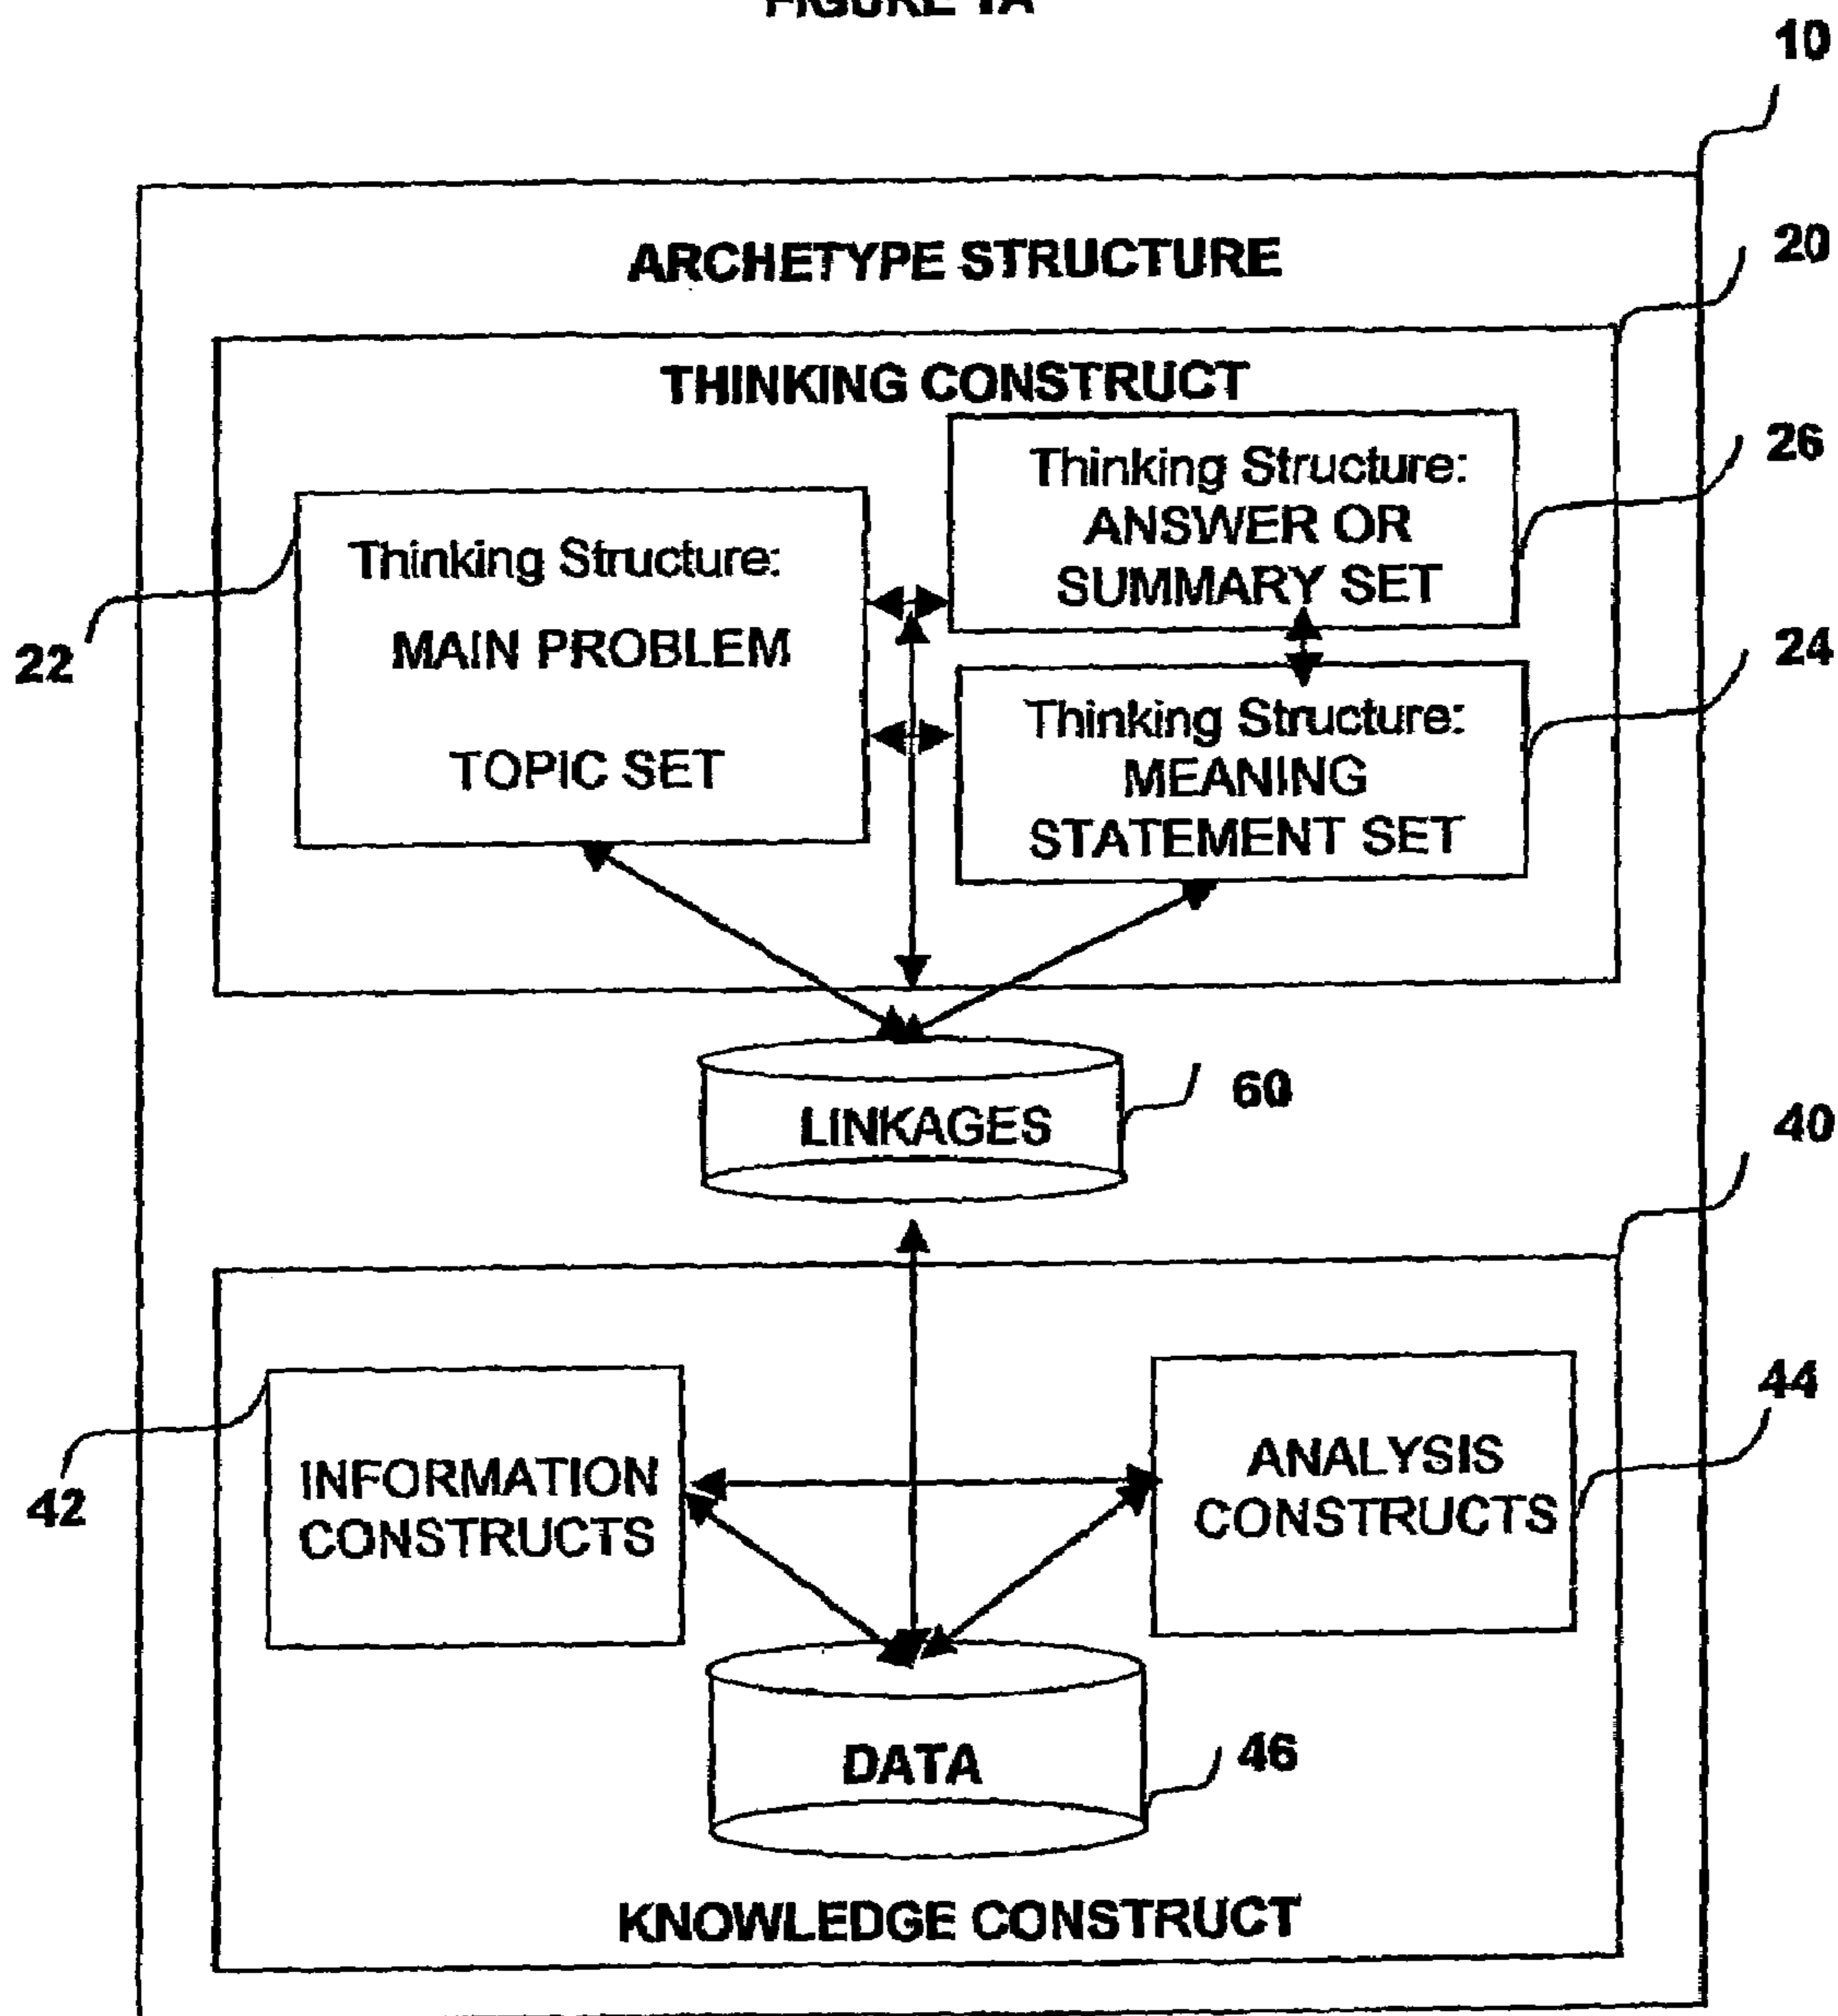 FIGURE 1A
10
ARCHETYPE STRUCTURE
20
THINKING CONSTRUCT
26
Thinking Structure:
ANSWER OR
SUMMARY SET
22
Thinking Structure:
MAIN PROBLEM
TOPIC SET
24
Thinking Structure:
MEANING
STATEMENT SET
LINKAGES
60
40
42
INFORMATION
CONSTRUCTS
44
ANALYSIS
CONSTRUCTS
DATA
46
KNOWLEDGE CONSTRUCT